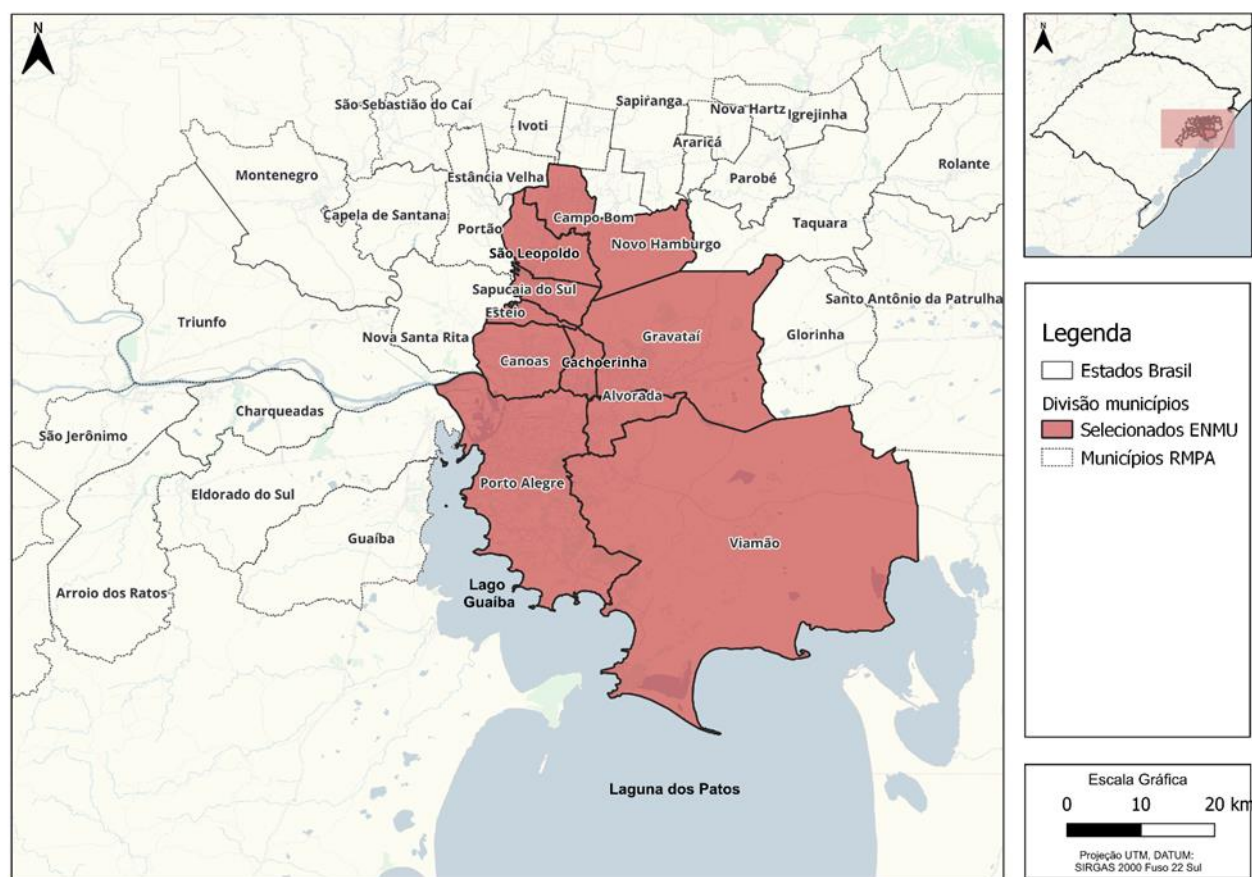 N
São Sebastião do Caí
Sapiranga
Nova Hartz
Igrejinha
Ivoti
Araricá
Rolante
Montenegro
Estância Velha
Parobé
Capela de Santana
Campo Bom
Taquara
Portão
Novo Hamburgo
São Leopoldo
Sapucaia do Sul
Santo Antônio da Patrulha
Esteio
Triunfo
Nova Santa Rita
Gravataí
Glorinha
Canoas
Cachoerinha
Alvorada
Charqueadas
São Jerônimo
Porto Alegre
Eldorado do Sul
Guaíba
Viamão
Arroio dos Ratos
Lago
Guaíba
Laguna dos Patos
N
Legenda
Estados Brasil
Divisão municípios
Selecionados ENMU
Municípios RMPA
Escala Gráfica
0 10 20 km
Projeção UTM, DATUM:
SIRGAS 2000 Fuso 22 Sul